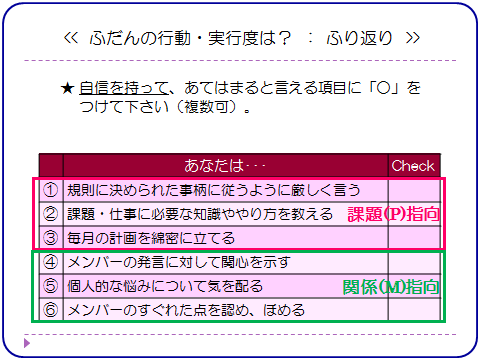 ≪ ふだんの行動・実行度は？ ： ふり返り ≫
★ 自信を持って、あてはまると言える項目に「○」を
つけて下さい（複数可）。
あなたは･･･ Check
① 規則に決められた事柄に従うように厳しく言う
② 課題・仕事に必要な知識ややり方を教える 課題(P)指向
③ 毎月の計画を綿密に立てる
④ メンバーの発言に対して関心を示す
⑤ 個人的な悩みについて気を配る 関係(M)指向
⑥ メンバーのすぐれた点を認め、ほめる